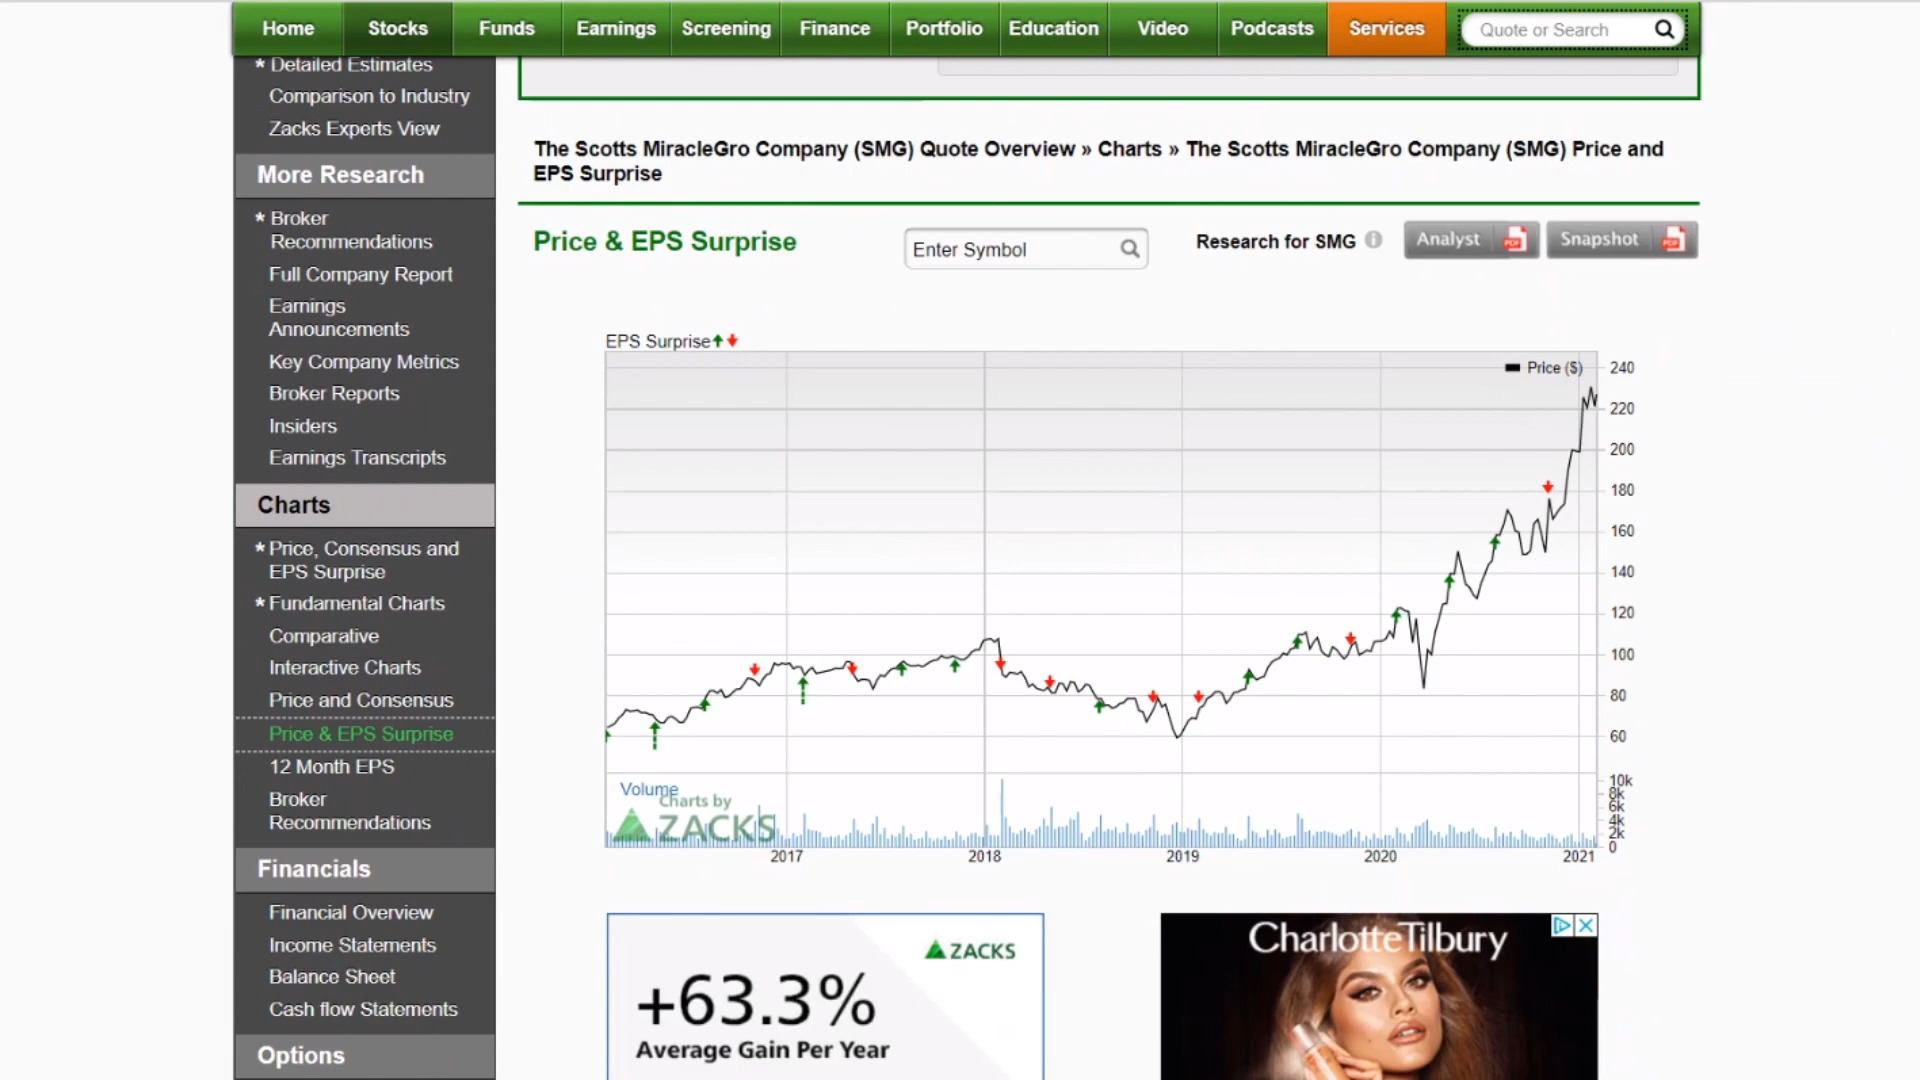 Home Stocks Funds Earnings Screening Finance Portfolio Education Video Podcasts Services Quote or Search
* Detailed Estimates
Comparison to Industry
Zacks Experts View
More Research
* Broker
Recommendations
Full Company Report
Earnings
Announcements
Key Company Metrics
Broker Reports
Insiders
Earnings Transcripts
Charts
* Price, Consensus and
EPS Surprise
* Fundamental Charts
Comparative
Interactive Charts
Price and Consensus
Price & EPS Surprise
12 Month EPS
Broker
Recommendations
Financials
Financial Overview
Income Statements
Balance Sheet
Cash flow Statements
Options
The Scotts MiracleGro Company (SMG) Quote Overview » Charts » The Scotts MiracleGro Company (SMG) Price and
EPS Surprise
Price & EPS Surprise
Enter Symbol
Research for SMG
Analyst PDF
Snapshot PDF
EPS Surprise
Price ($)
240
220
200
180
160
140
120
100
80
60
Volume
Charts by
ZACKS
10k
8k
6k
4k
2k
0
2017 2018 2019 2020 2021
ZACKS
+63.3%
Average Gain Per Year
Charlotte Tilbury